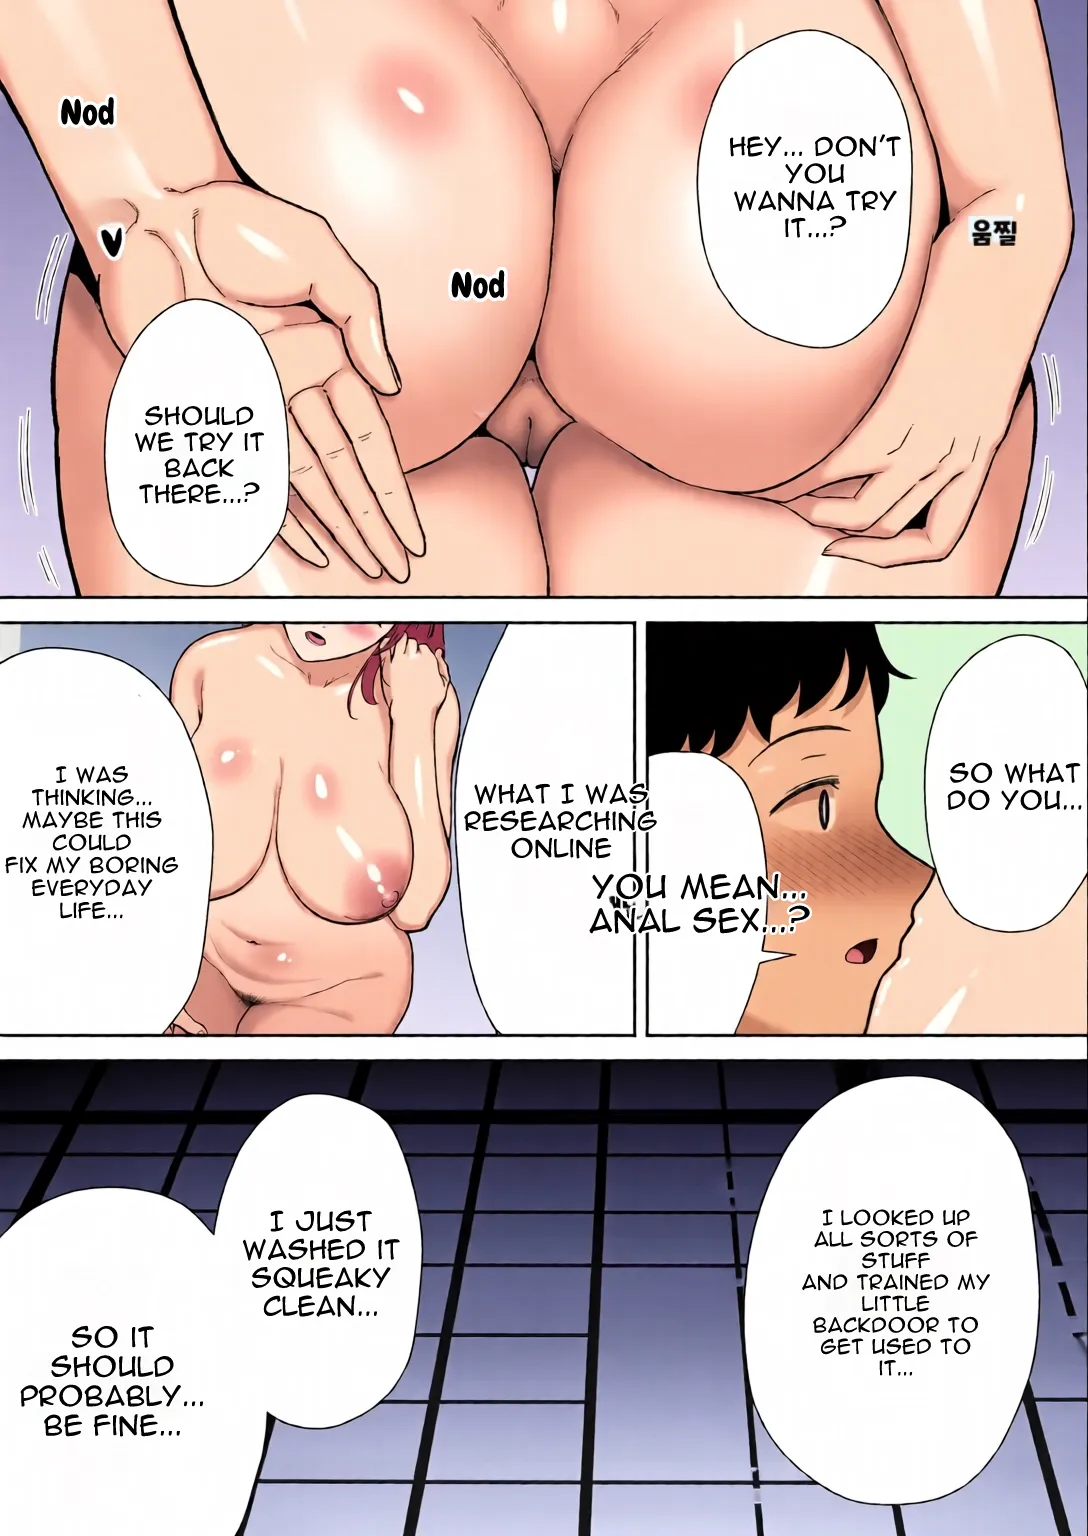 Nod
HEY... DON'T
YOU
WANNA TRY
IT...?
움찔
Nod
SHOULD
WE TRY IT
BACK
THERE...?
I WAS
THINKING...
MAYBE THIS
COULD
FIX MY BORING
EVERYDAY
LIFE...
WHAT I WAS
RESEARCHING
ONLINE
YOU MEAN...
ANAL SEX...?
SO WHAT
DO YOU...
I JUST
WASHED IT
SQUEAKY
CLEAN...
SO IT
SHOULD
PROBABLY...
BE FINE...
I LOOKED UP
ALL SORTS OF
STUFF
AND TRAINED MY
LITTLE
BACKDOOR TO
GET USED TO
IT...